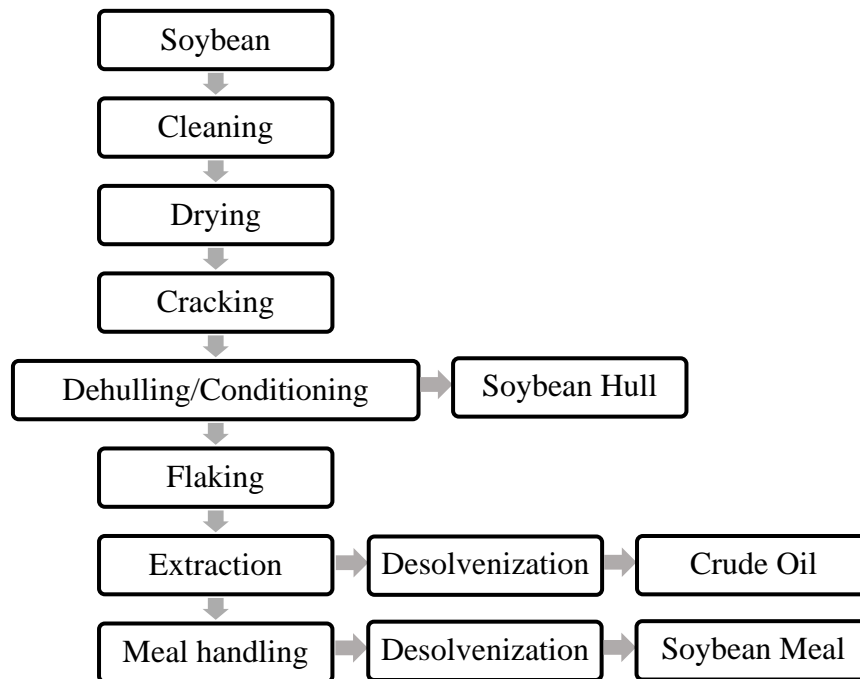 Soybean
Cleaning
Drying
Cracking
Dehulling/Conditioning
Soybean Hull
Flaking
Extraction
Desolvenization
Crude Oil
Meal handling
Desolvenization
Soybean Meal